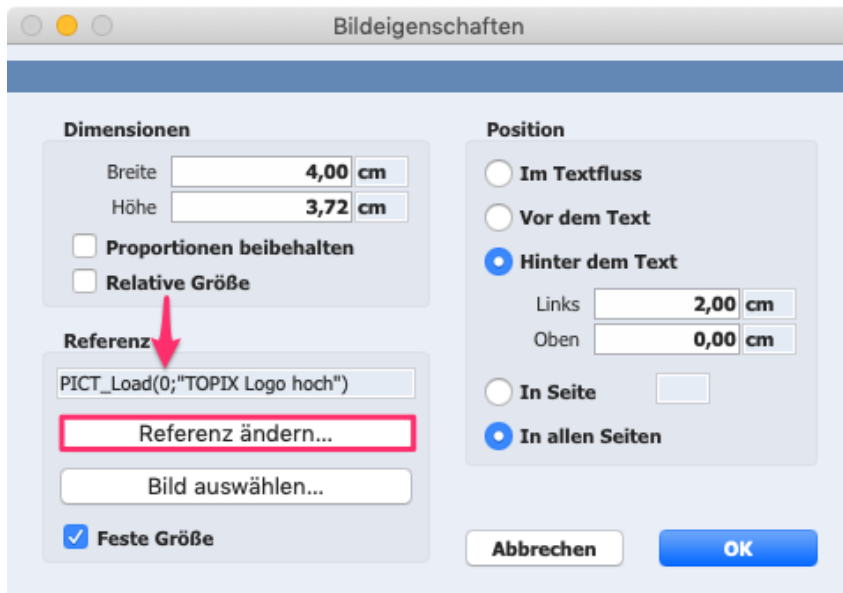 Bildeigenschaften
Dimensionen
Breite 4,00 cm
Höhe 3,72 cm
Proportionen beibehalten
Relative Größe
Referenz
PICT_Load(0;"TOPIX Logo hoch")
Referenz ändern...
Bild auswählen...
Feste Größe
Position
Im Textfluss
Vor dem Text
Hinter dem Text
Links 2,00 cm
Oben 0,00 cm
In Seite
In allen Seiten
Abbrechen
OK